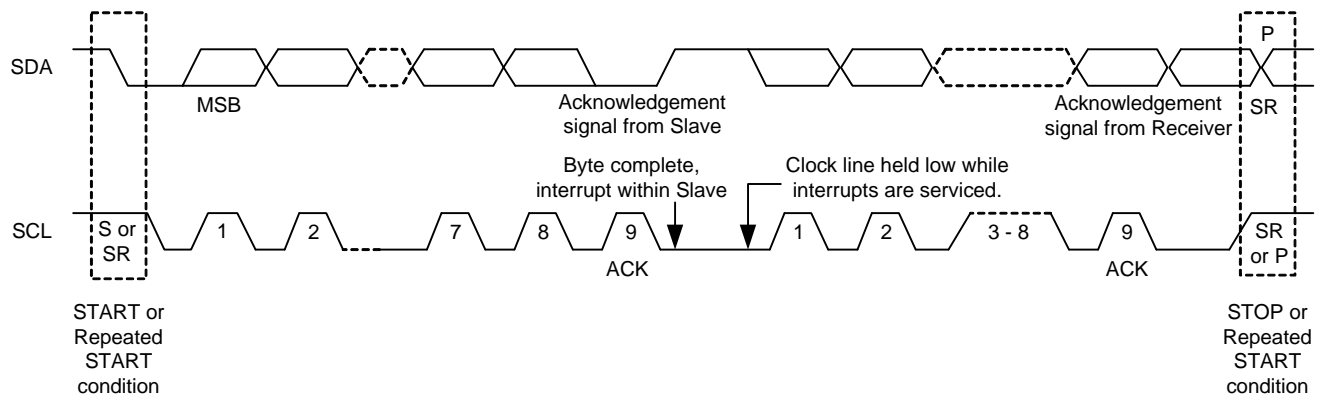 P
SDA
MSB
Acknowledgement
signal from Slave
Acknowledgement
signal from Receiver
SR
Byte complete,
interrupt within Slave
Clock line held low while
interrupts are serviced.
SCL
S or
SR
1
2
7
8
9
1
2
3 - 8
9
SR
or P
ACK
ACK
START or
Repeated
START
condition
STOP or
Repeated
START
condition